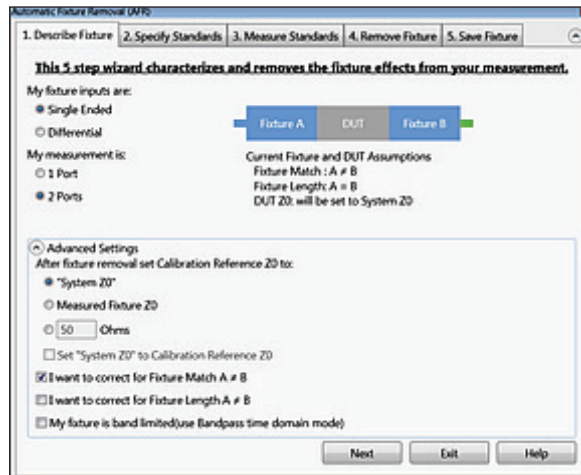 Automatic Fixture Removal (AFR)
1. Describe Fixture 2. Specify Standards 3. Measure Standards 4. Remove Fixture 5. Save Fixture
This 5 step wizard characterizes and removes the fixture effects from your measurement.
My fixture inputs are:
Single Ended
Differential
Fixture A DUT Fixture B
My measurement is:
1 Port
2 Ports
Current Fixture and DUT Assumptions
Fixture Match : A ≠ B
Fixture Length: A = B
DUT Z0: will be set to System Z0
Advanced Settings
After fixture removal set Calibration Reference Z0 to:
"System Z0"
Measured Fixture Z0
50 Ohms
Set "System Z0" to Calibration Reference Z0
I want to correct for Fixture Match A ≠ B
I want to correct for Fixture Length A ≠ B
My fixture is band limited(use Bandpass time domain mode)
Next Exit Help